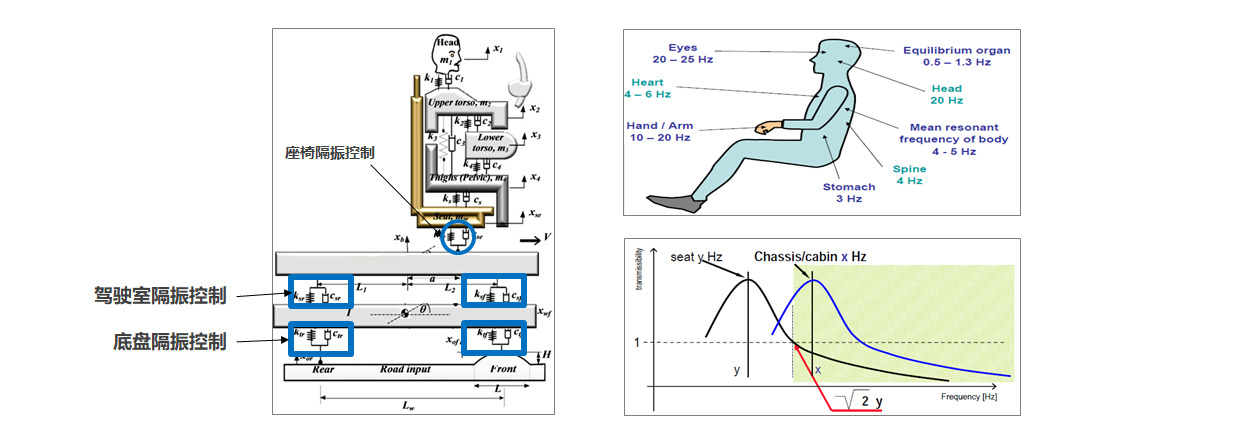 Head
m1
x1
k1
c1
Upper torso, m2
x2
k2
c2
k3
c3
Lower
torso, m3
x3
k4
c4
座椅隔振控制
Thighs (Pelvic), m4
x4
ks
cs
xse
xb
V
a
L1
L2
ksr
csr
ksf
驾驶室隔振控制
I
θ
xwf
ktr
ctr
ktf
底盘隔振控制
H
Rear
Road input
Front
L
Lw
Eyes
20 – 25 Hz
Equilibrium organ
0.5 – 1.3 Hz
Heart
4 – 6 Hz
Head
20 Hz
Hand / Arm
10 – 20 Hz
Mean resonant
frequency of body
4 - 5 Hz
Spine
4 Hz
Stomach
3 Hz
transmissibility
seat y Hz
Chassis/cabin x Hz
1
y
x
√2 y
Frequency [Hz]